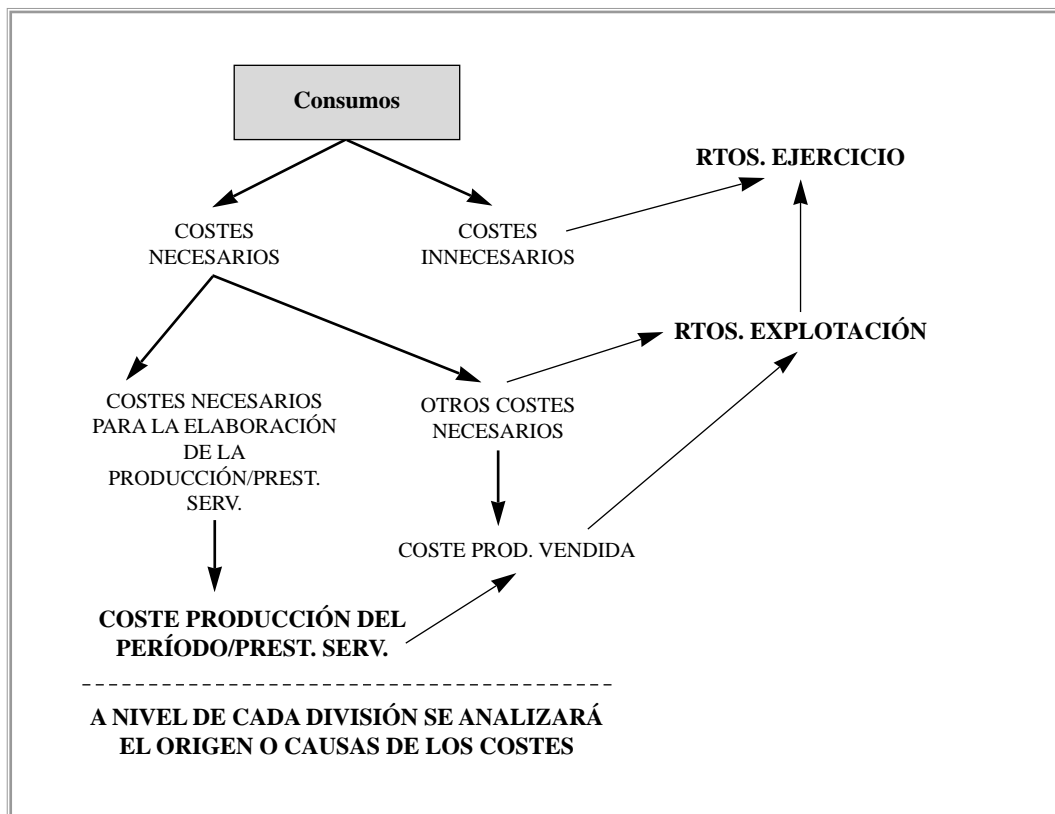 Consumos
RTOS. EJERCICIO
COSTES
NECESARIOS
COSTES
INNECESARIOS
RTOS. EXPLOTACIÓN
COSTES NECESARIOS
PARA LA ELABORACIÓN
DE LA
PRODUCCIÓN/PREST.
SERV.
OTROS COSTES
NECESARIOS
COSTE PROD. VENDIDA
COSTE PRODUCCIÓN DEL
PERÍODO/PREST. SERV.
A NIVEL DE CADA DIVISIÓN SE ANALIZARÁ
EL ORIGEN O CAUSAS DE LOS COSTES